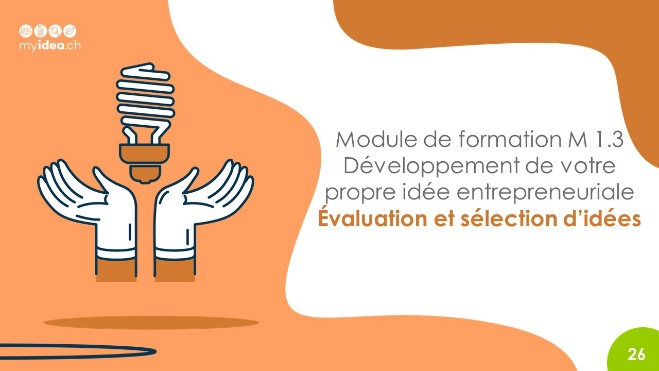 myidea.ch
Module de formation M 1.3
Développement de votre
propre idée entrepreneuriale
Évaluation et sélection d'idées
26